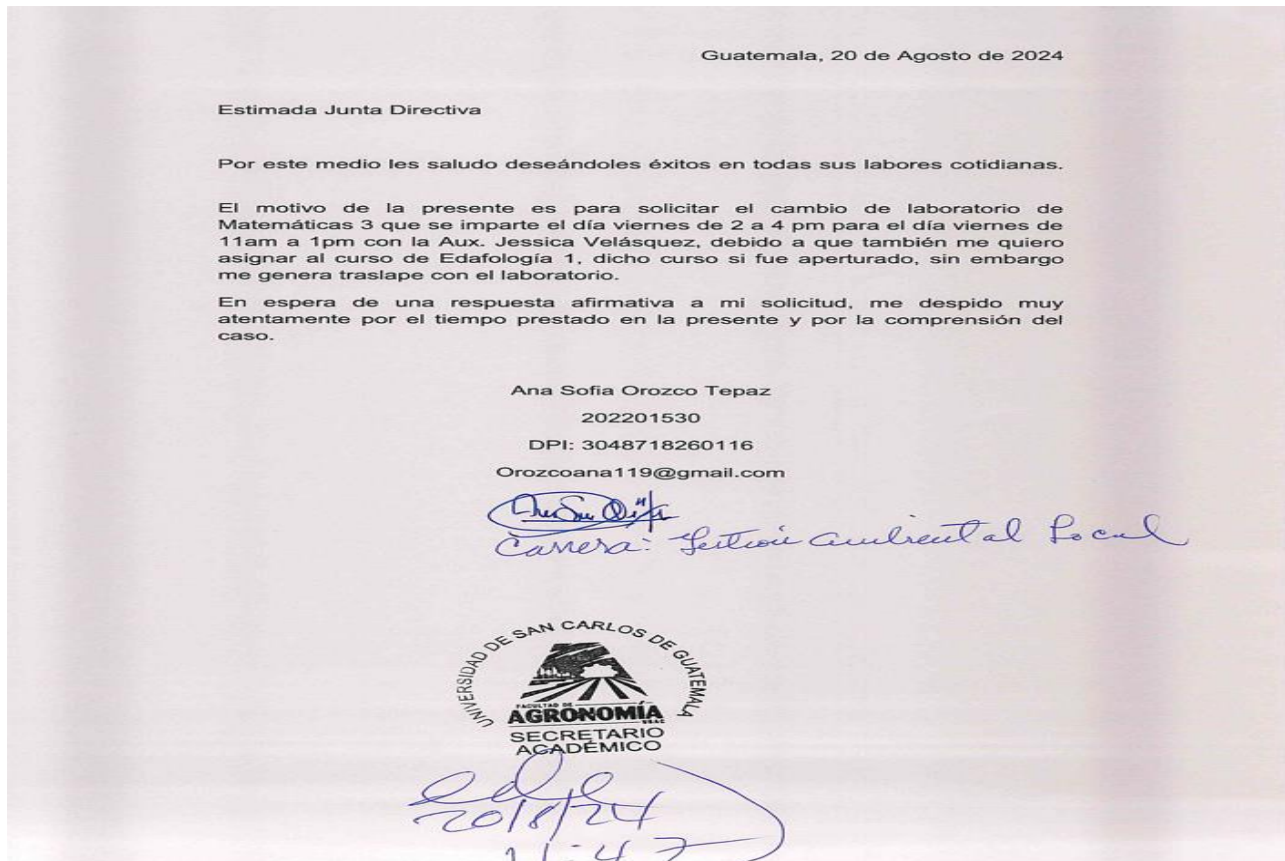 Guatemala, 20 de Agosto de 2024
Estimada Junta Directiva
Por este medio les saludo deseándoles éxitos en todas sus labores cotidianas.
El motivo de la presente es para solicitar el cambio de laboratorio de
Matemáticas 3 que se imparte el día viernes de 2 a 4 pm para el día viernes de
11am a 1pm con la Aux. Jessica Velásquez, debido a que también me quiero
asignar al curso de Edafología 1, dicho curso si fue aperturado, sin embargo
me genera traslape con el laboratorio.
En espera de una respuesta afirmativa a mi solicitud, me despido muy
atentamente por el tiempo prestado en la presente y por la comprensión del
caso.
Ana Sofia Orozco Tepaz
202201530
DPI: 3048718260116
Orozcoana119@gmail.com
Carrera: Gestión Ambiental Local
UNIVERSIDAD DE SAN CARLOS DE GUATEMALA
FACULTAD DE
AGRONOMÍA
USAC
SECRETARIO
ACADÉMICO
20/8/24